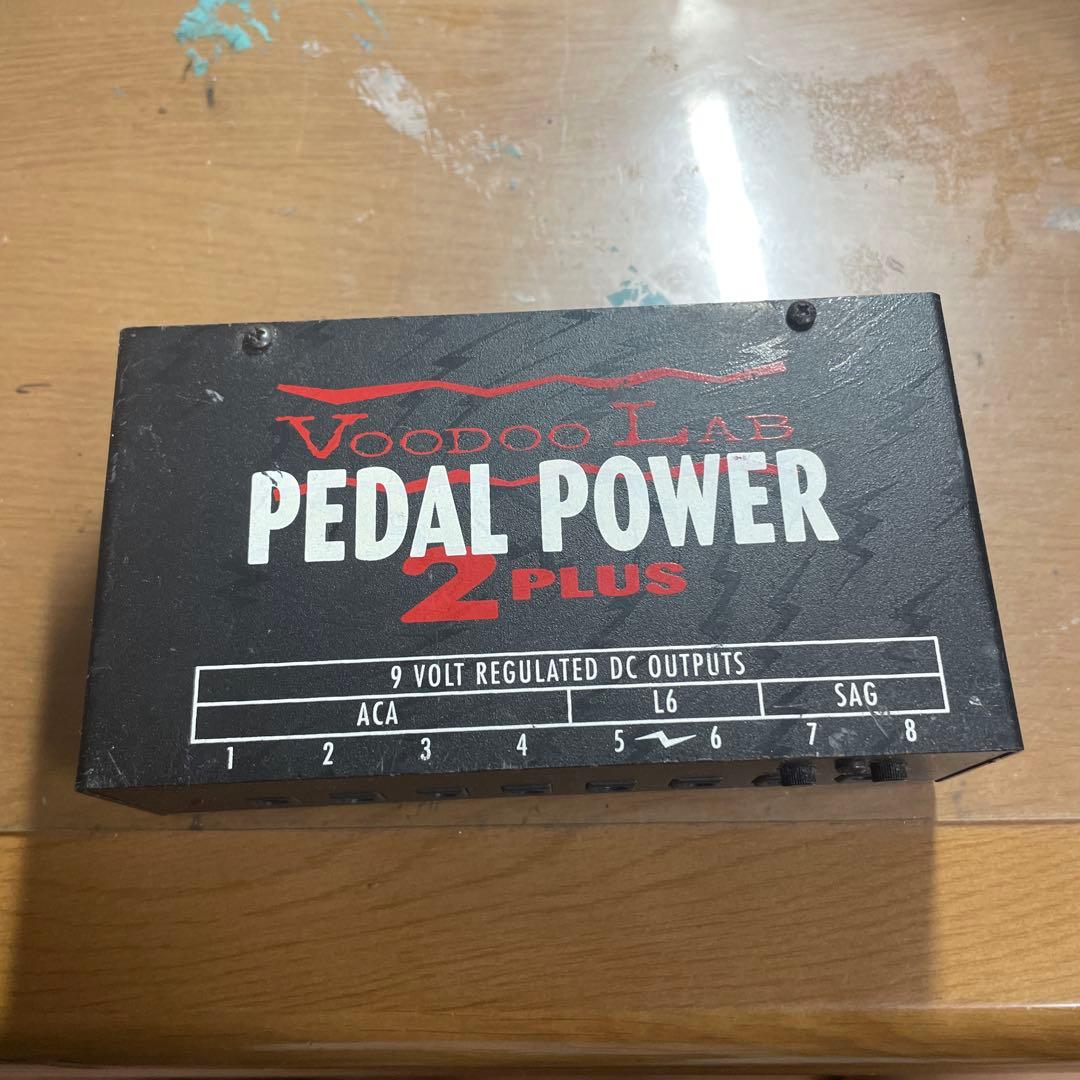 VOODOO LAB
PEDAL POWER
2 PLUS
9 VOLT REGULATED DC OUTPUTS
ACA L6 SAG
1 2 3 4 5 6 7 8